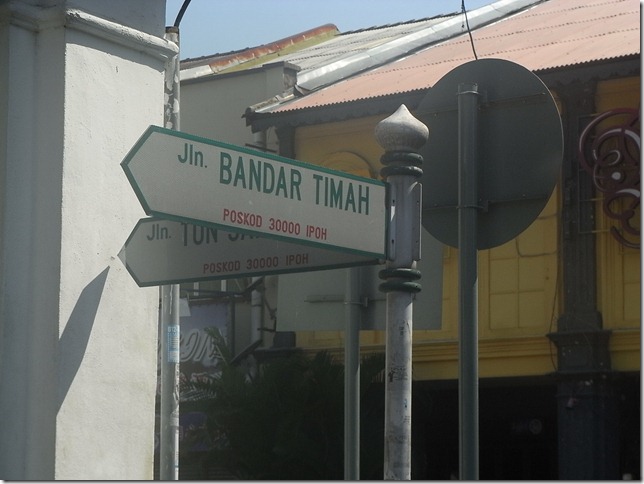 Jln. BANDAR TIMAH
POSKOD 30000 IPOH
Jln. TUN
POSKOD 30000 IPOH